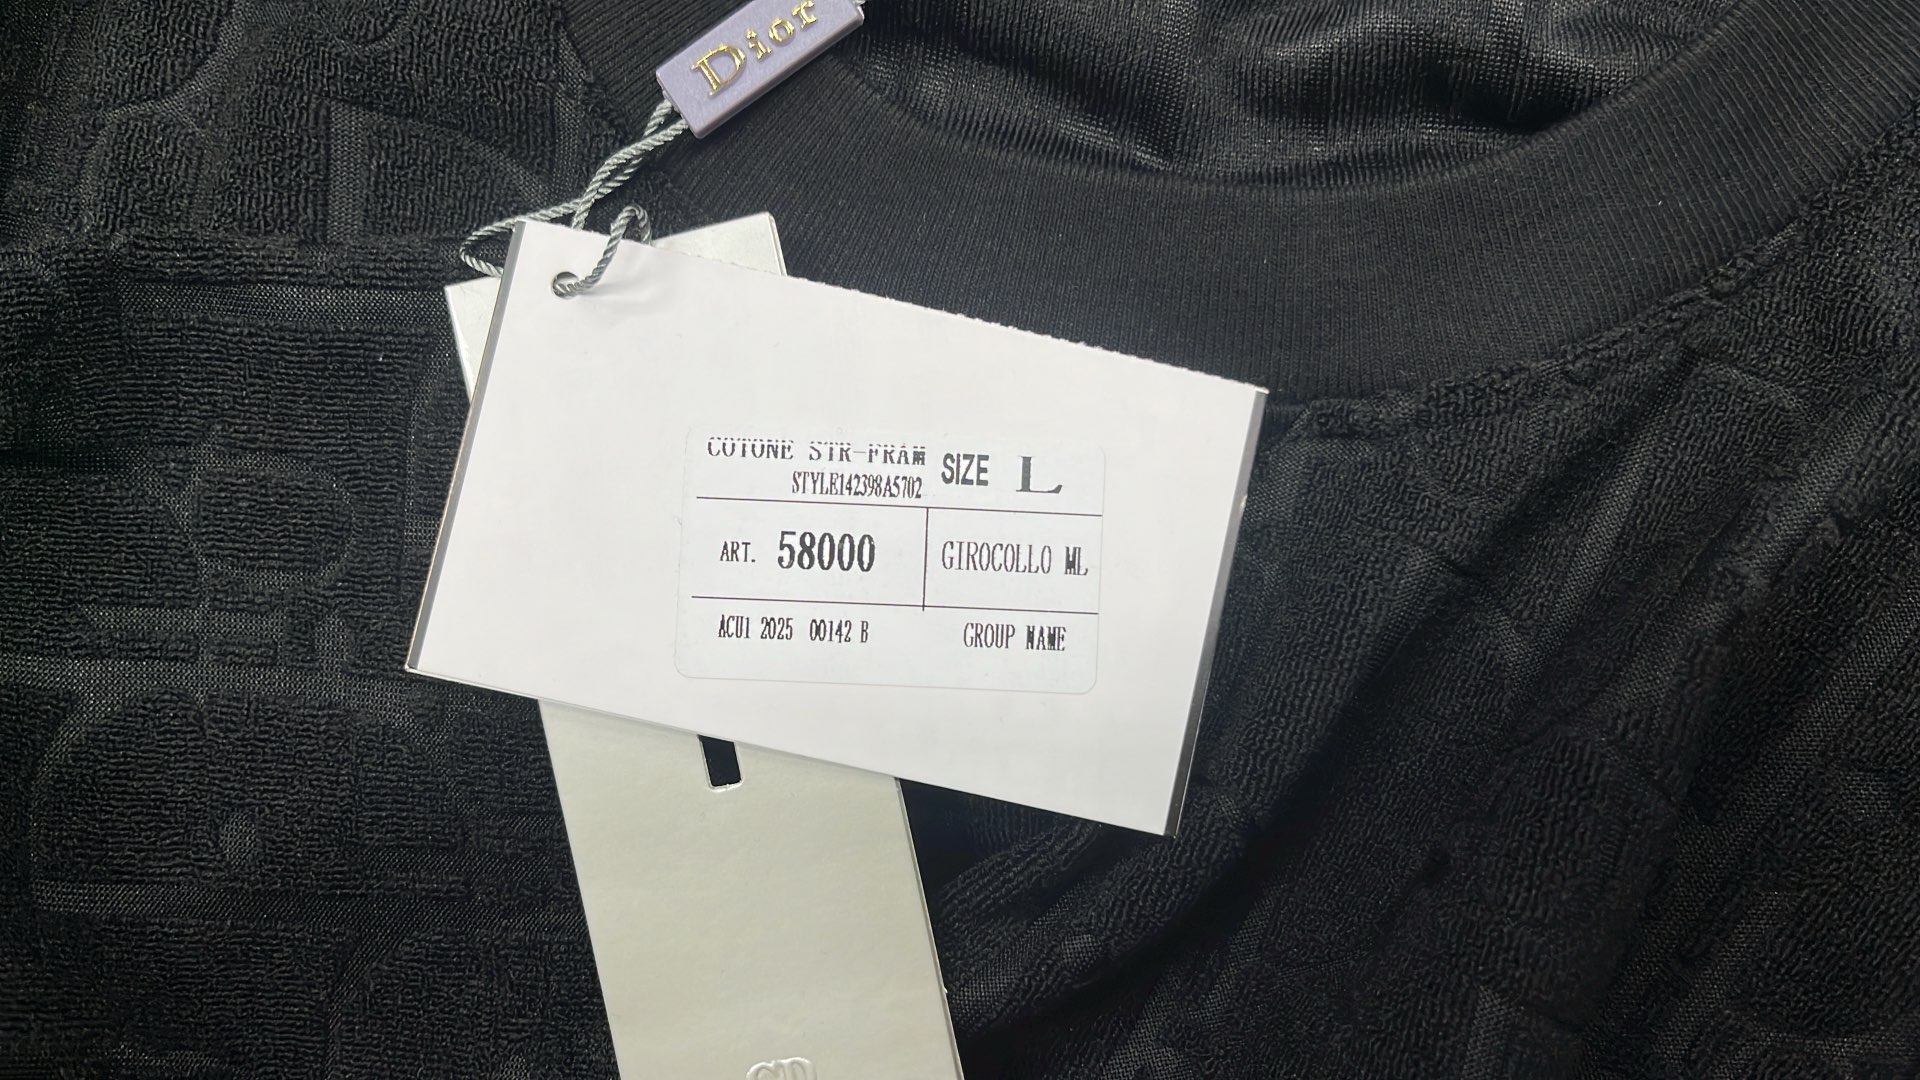 Dior
COTONE STR-FRAM
STYLE142398A5702
SIZE L
ART. 58000
GIROCOLLO ML
ACU1 2025 00142 B
GROUP NAME